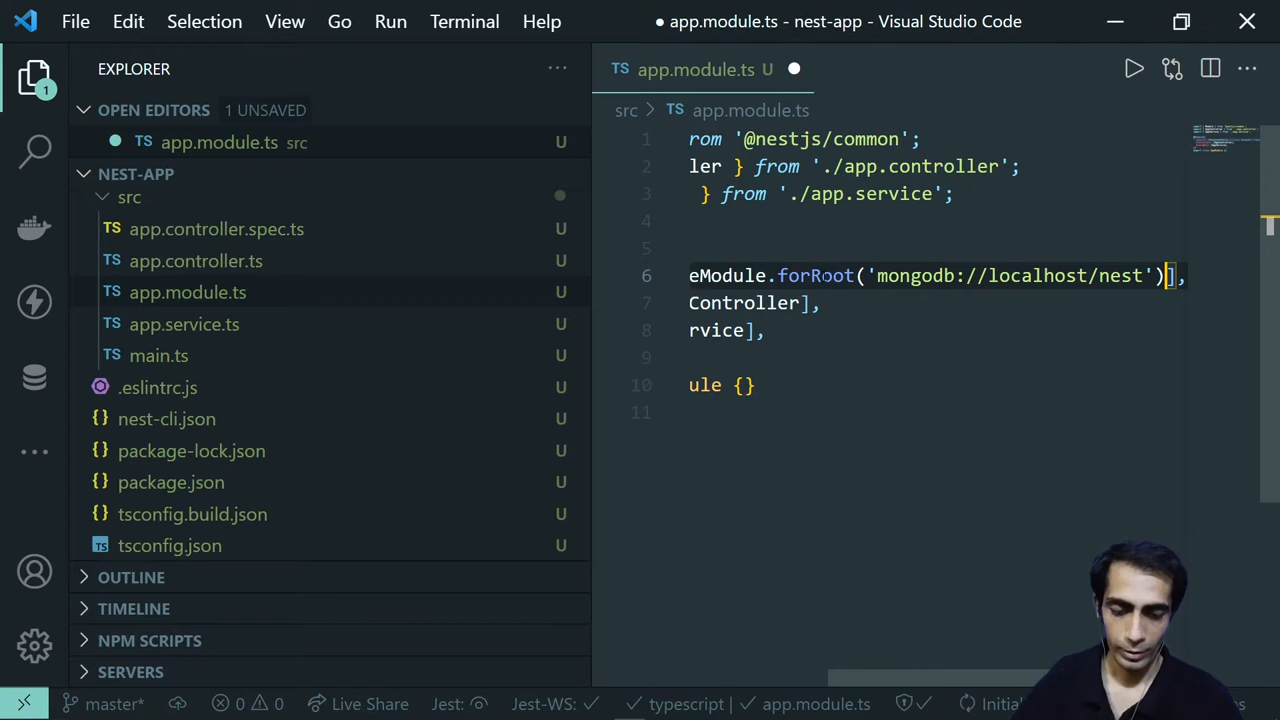 File Edit Selection View Go Run Terminal Help
● app.module.ts - nest-app - Visual Studio Code
EXPLORER
1
OPEN EDITORS 1 UNSAVED
TS app.module.ts src U
NEST-APP
src
TS app.controller.spec.ts U
TS app.controller.ts U
TS app.module.ts U
TS app.service.ts U
TS main.ts U
.eslintrc.js U
{} nest-cli.json U
{} package-lock.json U
{} package.json U
{} tsconfig.build.json U
TS tsconfig.json U
OUTLINE
TIMELINE
NPM SCRIPTS
SERVERS
TS app.module.ts U
src > TS app.module.ts
1 rom '@nestjs/common';
2 ler } from './app.controller';
3 } from './app.service';
4
5
6 eModule.forRoot('mongodb://localhost/nest')],
7 Controller],
8 rvice],
9
10 ule {}
11
master* 0 0 Live Share Jest: Jest-WS: typescript | app.module.ts